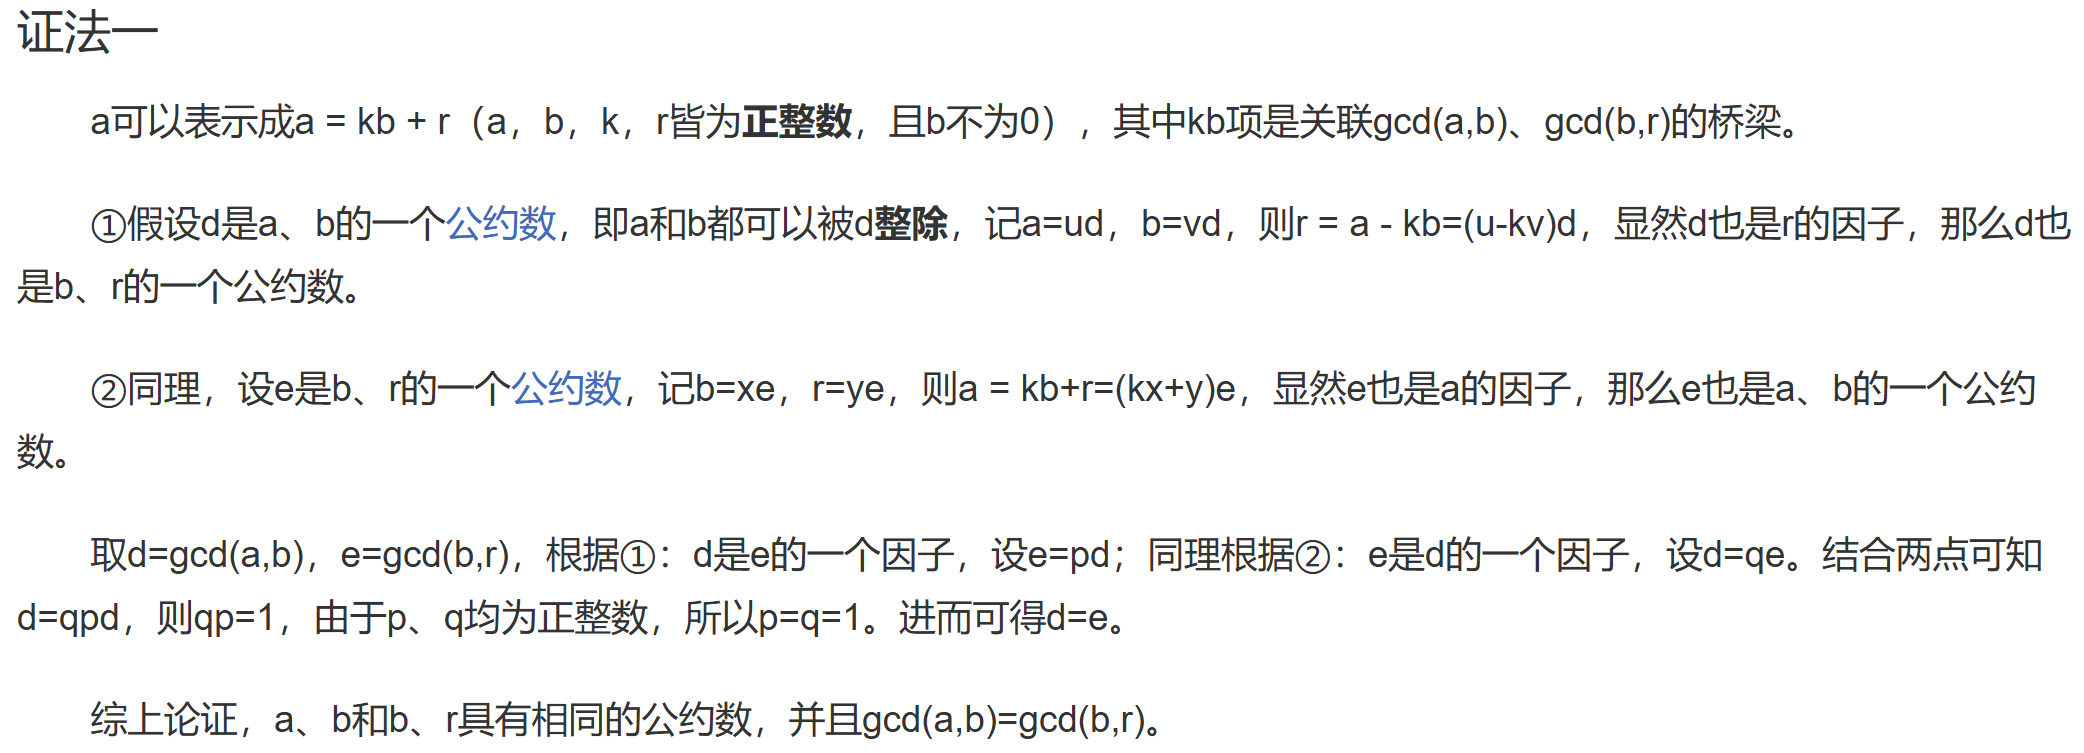 证法一
a可以表示成a = kb + r（a，b，k，r皆为正整数，且b不为0），其中kb项是关联gcd(a,b)、gcd(b,r)的桥梁。
①假设d是a、b的一个公约数，即a和b都可以被d整除，记a=ud，b=vd，则r = a - kb=(u-kv)d，显然d也是r的因子，那么d也
是b、r的一个公约数。
②同理，设e是b、r的一个公约数，记b=xe，r=ye，则a = kb+r=(kx+y)e，显然e也是a的因子，那么e也是a、b的一个公约
数。
取d=gcd(a,b)，e=gcd(b,r)，根据①：d是e的一个因子，设e=pd；同理根据②：e是d的一个因子，设d=qe。结合两点可知
d=qpd，则qp=1，由于p、q均为正整数，所以p=q=1。进而可得d=e。
综上论证，a、b和b、r具有相同的公约数，并且gcd(a,b)=gcd(b,r)。